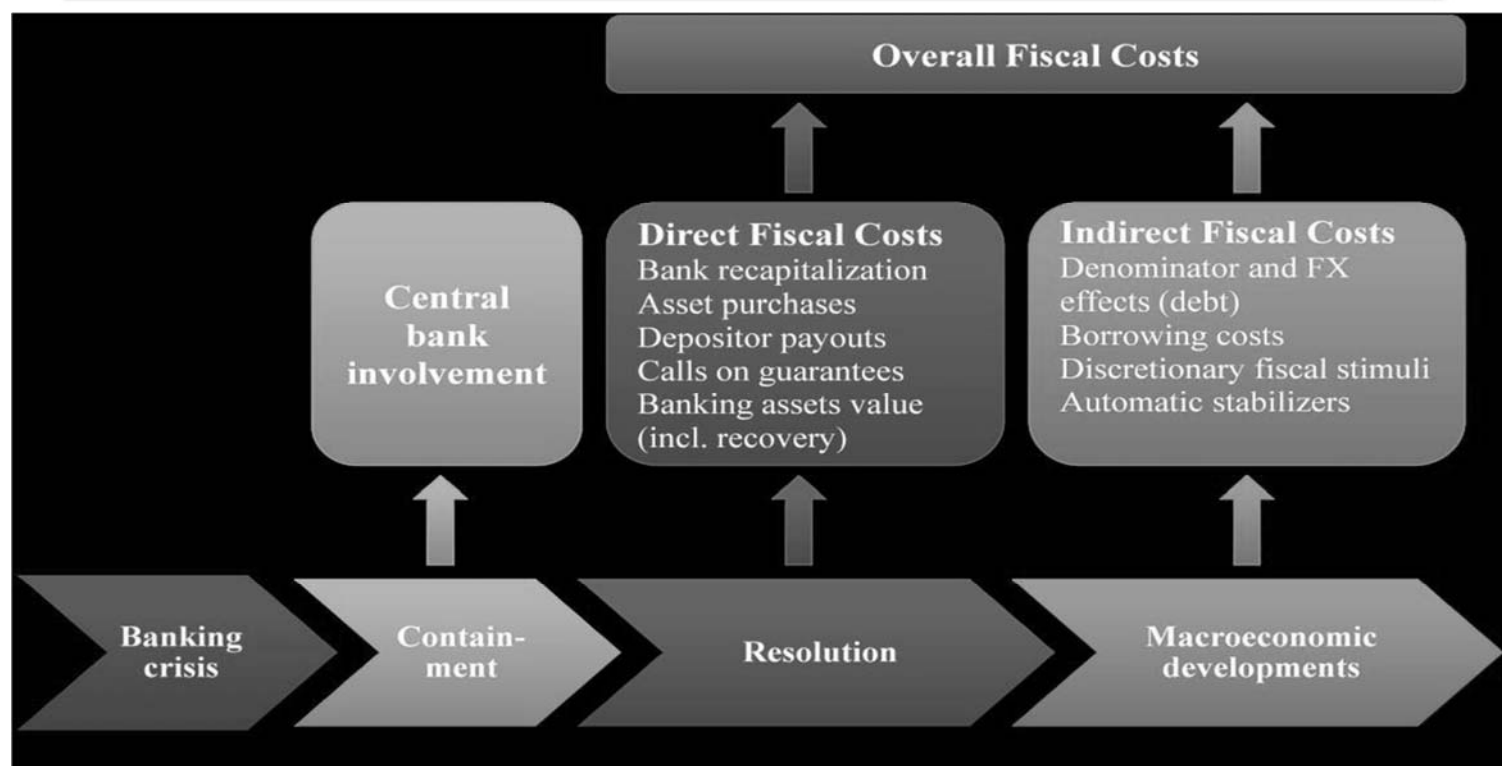 Overall Fiscal Costs
Central
bank
involvement
Direct Fiscal Costs
Bank recapitalization
Asset purchases
Depositor payouts
Calls on guarantees
Banking assets value
(incl. recovery)
Indirect Fiscal Costs
Denominator and FX
effects (debt)
Borrowing costs
Discretionary fiscal stimuli
Automatic stabilizers
Banking
crisis
Contain-
ment
Resolution
Macroeconomic
developments